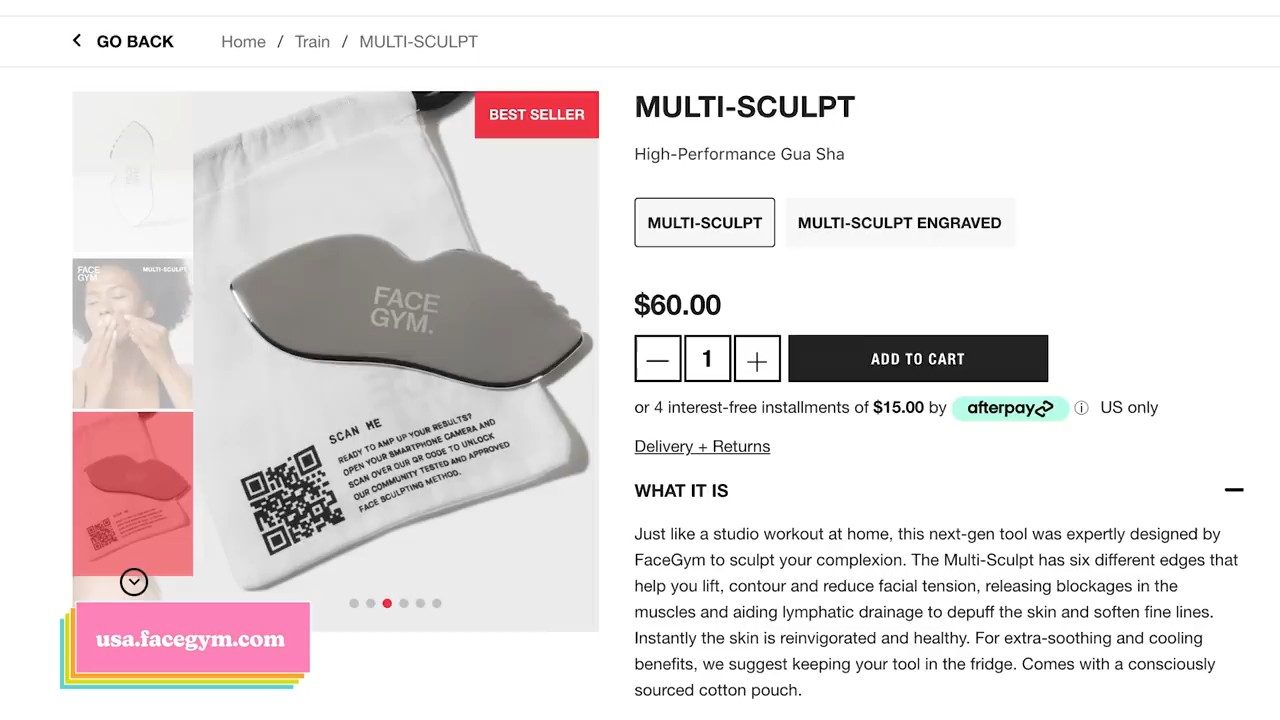 GO BACK
Home / Train / MULTI-SCULPT
BEST SELLER
FACE
GYM.
MULTI-SCULPT
FACE
GYM.
SCAN ME
READY TO AMP UP YOUR RESULTS?
OPEN YOUR SMARTPHONE CAMERA AND
SCAN OVER OUR QR CODE TO UNLOCK
OUR COMMUNITY TESTED AND APPROVED
FACE SCULPTING METHOD.
usa.facegym.com
MULTI-SCULPT
High-Performance Gua Sha
MULTI-SCULPT
MULTI-SCULPT ENGRAVED
$60.00
1
ADD TO CART
or 4 interest-free installments of $15.00 by afterpay ⓘ US only
Delivery + Returns
WHAT IT IS
Just like a studio workout at home, this next-gen tool was expertly designed by
FaceGym to sculpt your complexion. The Multi-Sculpt has six different edges that
help you lift, contour and reduce facial tension, releasing blockages in the
muscles and aiding lymphatic drainage to depuff the skin and soften fine lines.
Instantly the skin is reinvigorated and healthy. For extra-soothing and cooling
benefits, we suggest keeping your tool in the fridge. Comes with a consciously
sourced cotton pouch.